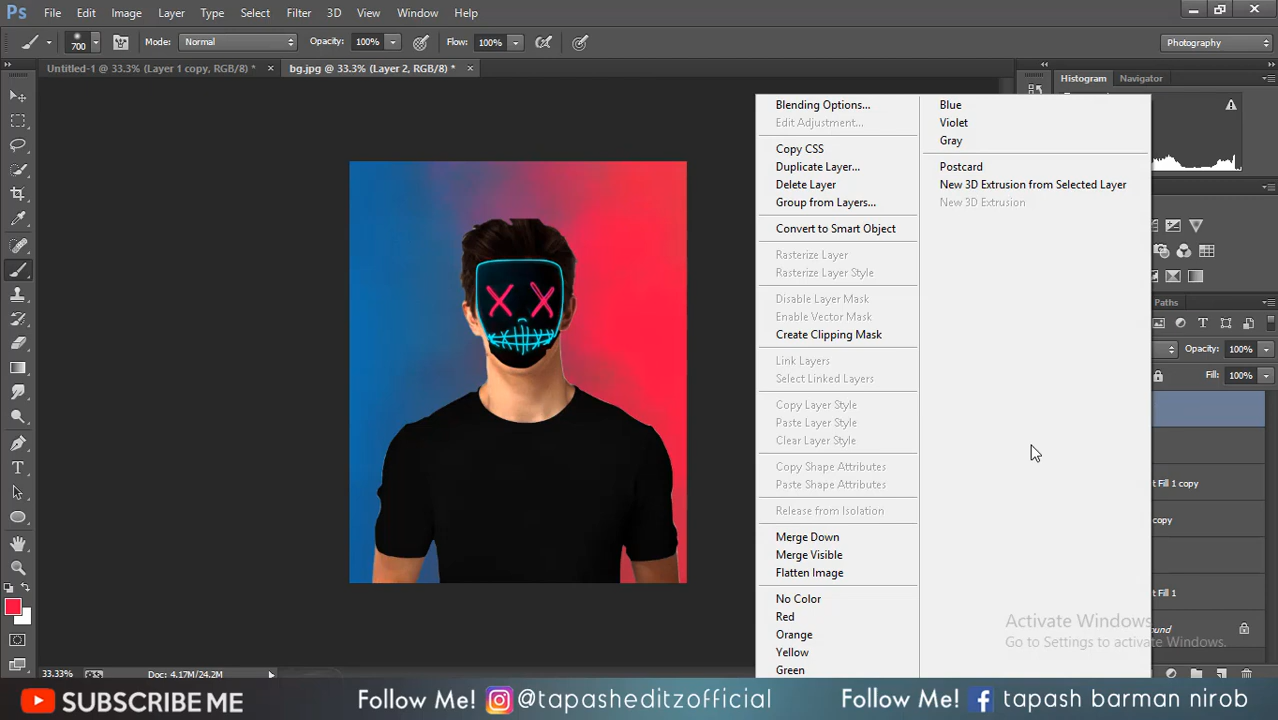 Ps File Edit Image Layer Type Select Filter 3D View Window Help
700 Mode: Normal Opacity: 100% Flow: 100% Photography
Untitled-1 @ 33.3% (Layer 1 copy, RGB/8) * × bg.jpg @ 33.3% (Layer 2, RGB/8) * ×
Histogram Navigator
Blending Options...
Edit Adjustment...
Copy CSS
Duplicate Layer...
Delete Layer
Group from Layers...
Convert to Smart Object
Rasterize Layer
Rasterize Layer Style
Disable Layer Mask
Enable Vector Mask
Create Clipping Mask
Link Layers
Select Linked Layers
Copy Layer Style
Paste Layer Style
Clear Layer Style
Copy Shape Attributes
Paste Shape Attributes
Release from Isolation
Merge Down
Merge Visible
Flatten Image
No Color
Red
Orange
Yellow
Green
Blue
Violet
Gray
Postcard
New 3D Extrusion from Selected Layer
New 3D Extrusion
Paths
Opacity: 100%
Fill: 100%
t Fill 1 copy
copy
t Fill 1
ound
Activate Windows
Go to Settings to activate Windows.
33.33% Doc: 4.17M/24.2M
SUBSCRIBE ME Follow Me! @tapasheditzofficial Follow Me! tapash barman nirob